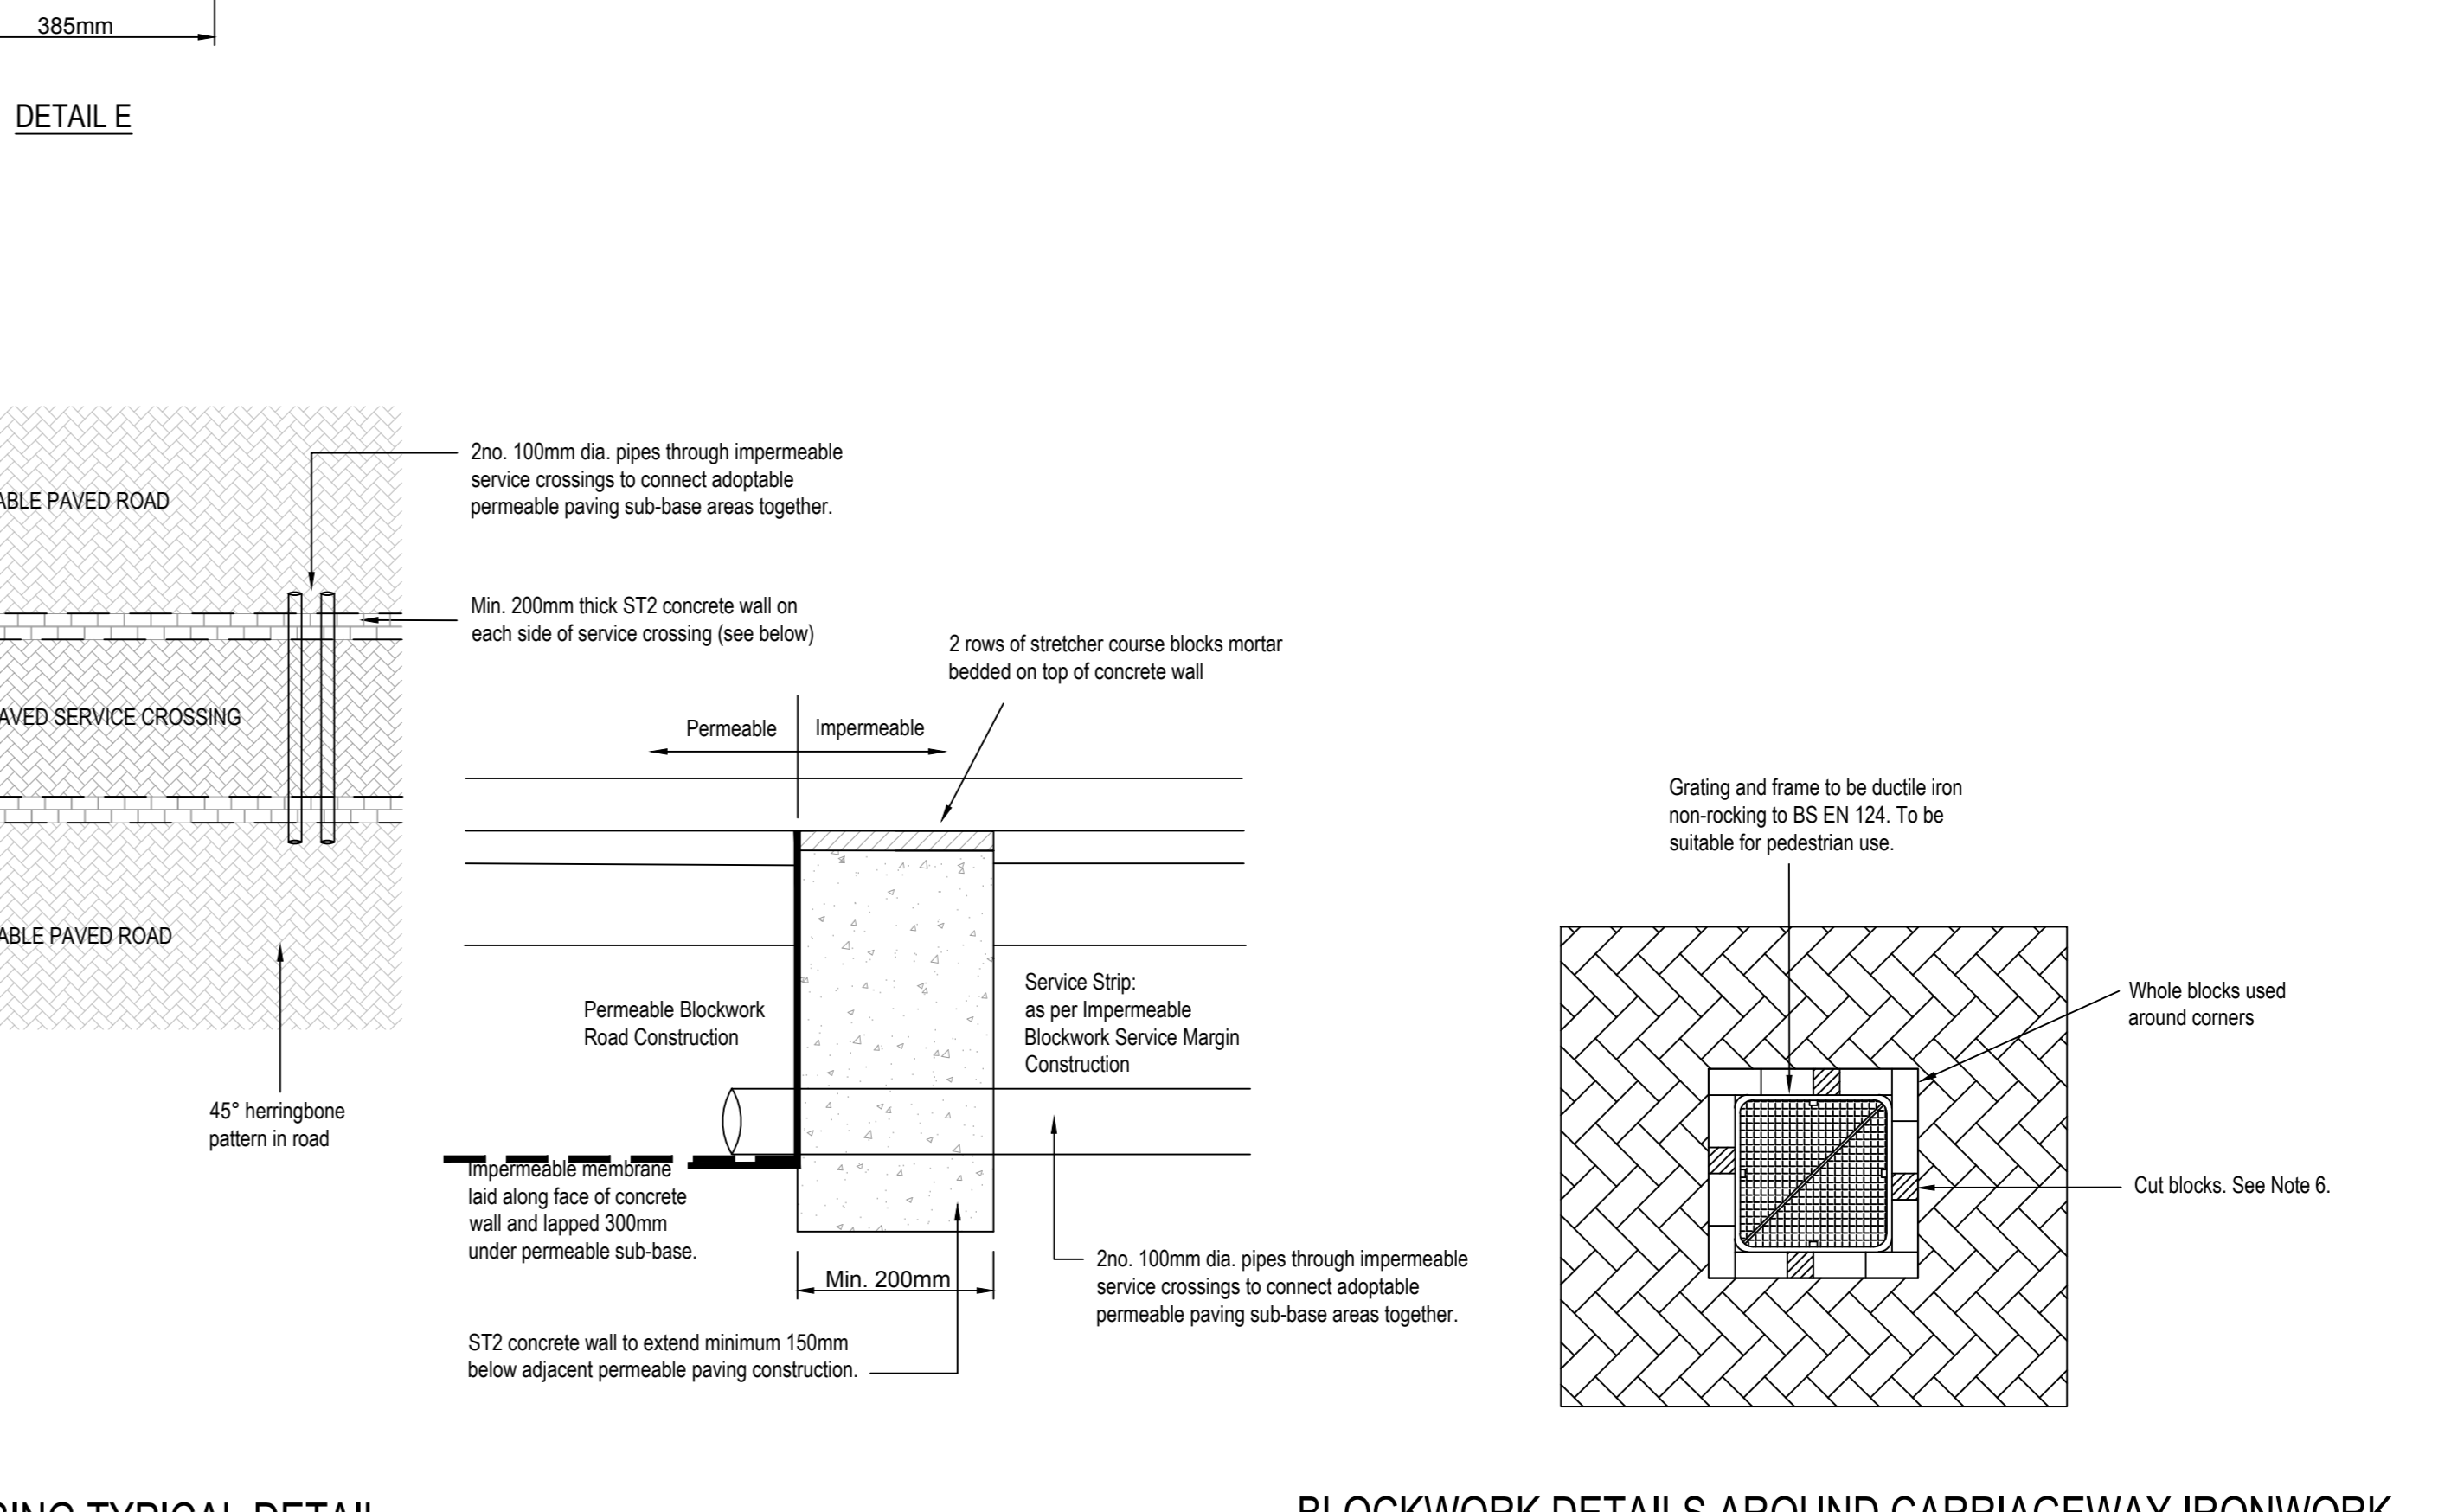 385mm
DETAIL E
2no. 100mm dia. pipes through impermeable
service crossings to connect adoptable
permeable paving sub-base areas together.
ABLE PAVED ROAD
Min. 200mm thick ST2 concrete wall on
each side of service crossing (see below)
AVED SERVICE CROSSING
ABLE PAVED ROAD
45° herringbone
pattern in road
2 rows of stretcher course blocks mortar
bedded on top of concrete wall
Permeable
Impermeable
Permeable Blockwork
Road Construction
Service Strip:
as per Impermeable
Blockwork Service Margin
Construction
Impermeable membrane
laid along face of concrete
wall and lapped 300mm
under permeable sub-base.
Min. 200mm
2no. 100mm dia. pipes through impermeable
service crossings to connect adoptable
permeable paving sub-base areas together.
ST2 concrete wall to extend minimum 150mm
below adjacent permeable paving construction.
Grating and frame to be ductile iron
non-rocking to BS EN 124. To be
suitable for pedestrian use.
Whole blocks used
around corners
Cut blocks. See Note 6.
TYPICAL DETAIL
BLOCKWORK DETAILS AROUND CARRIAGEWAY IRONWORK